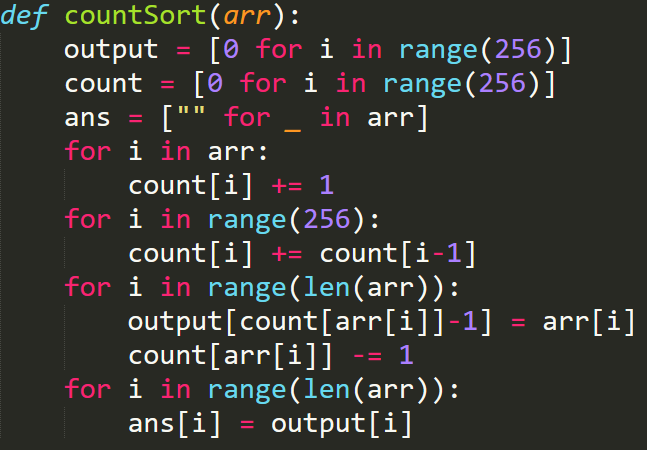 def countSort(arr):
    output = [0 for i in range(256)]
    count = [0 for i in range(256)]
    ans = ["" for _ in arr]
    for i in arr:
        count[i] += 1
    for i in range(256):
        count[i] += count[i-1]
    for i in range(len(arr)):
        output[count[arr[i]]-1] = arr[i]
        count[arr[i]] -= 1
    for i in range(len(arr)):
        ans[i] = output[i]